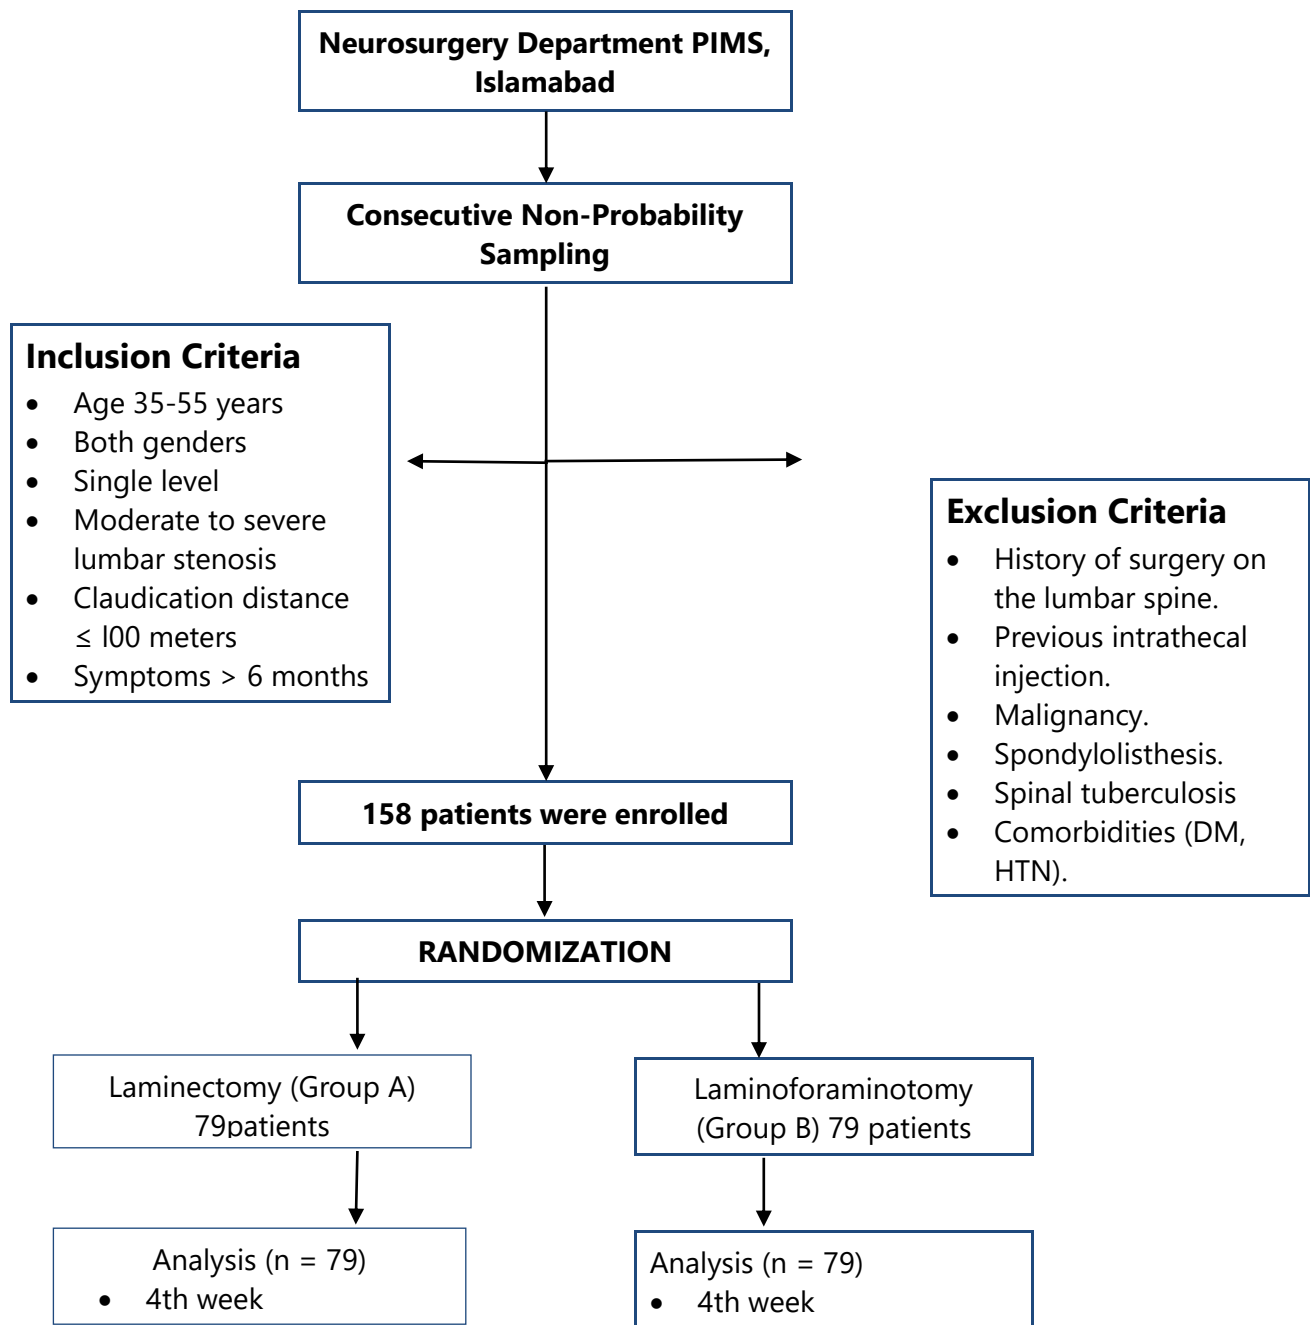 Neurosurgery Department PIMS,
Islamabad
Consecutive Non-Probability
Sampling
Inclusion Criteria
• Age 35-55 years
• Both genders
• Single level
• Moderate to severe
lumbar stenosis
• Claudication distance
≤ l00 meters
• Symptoms > 6 months
Exclusion Criteria
• History of surgery on
the lumbar spine.
• Previous intrathecal
injection.
• Malignancy.
• Spondylolisthesis.
• Spinal tuberculosis
• Comorbidities (DM,
HTN).
158 patients were enrolled
RANDOMIZATION
Laminectomy (Group A)
79patients
Laminoforaminotomy
(Group B) 79 patients
Analysis (n = 79)
• 4th week
Analysis (n = 79)
• 4th week